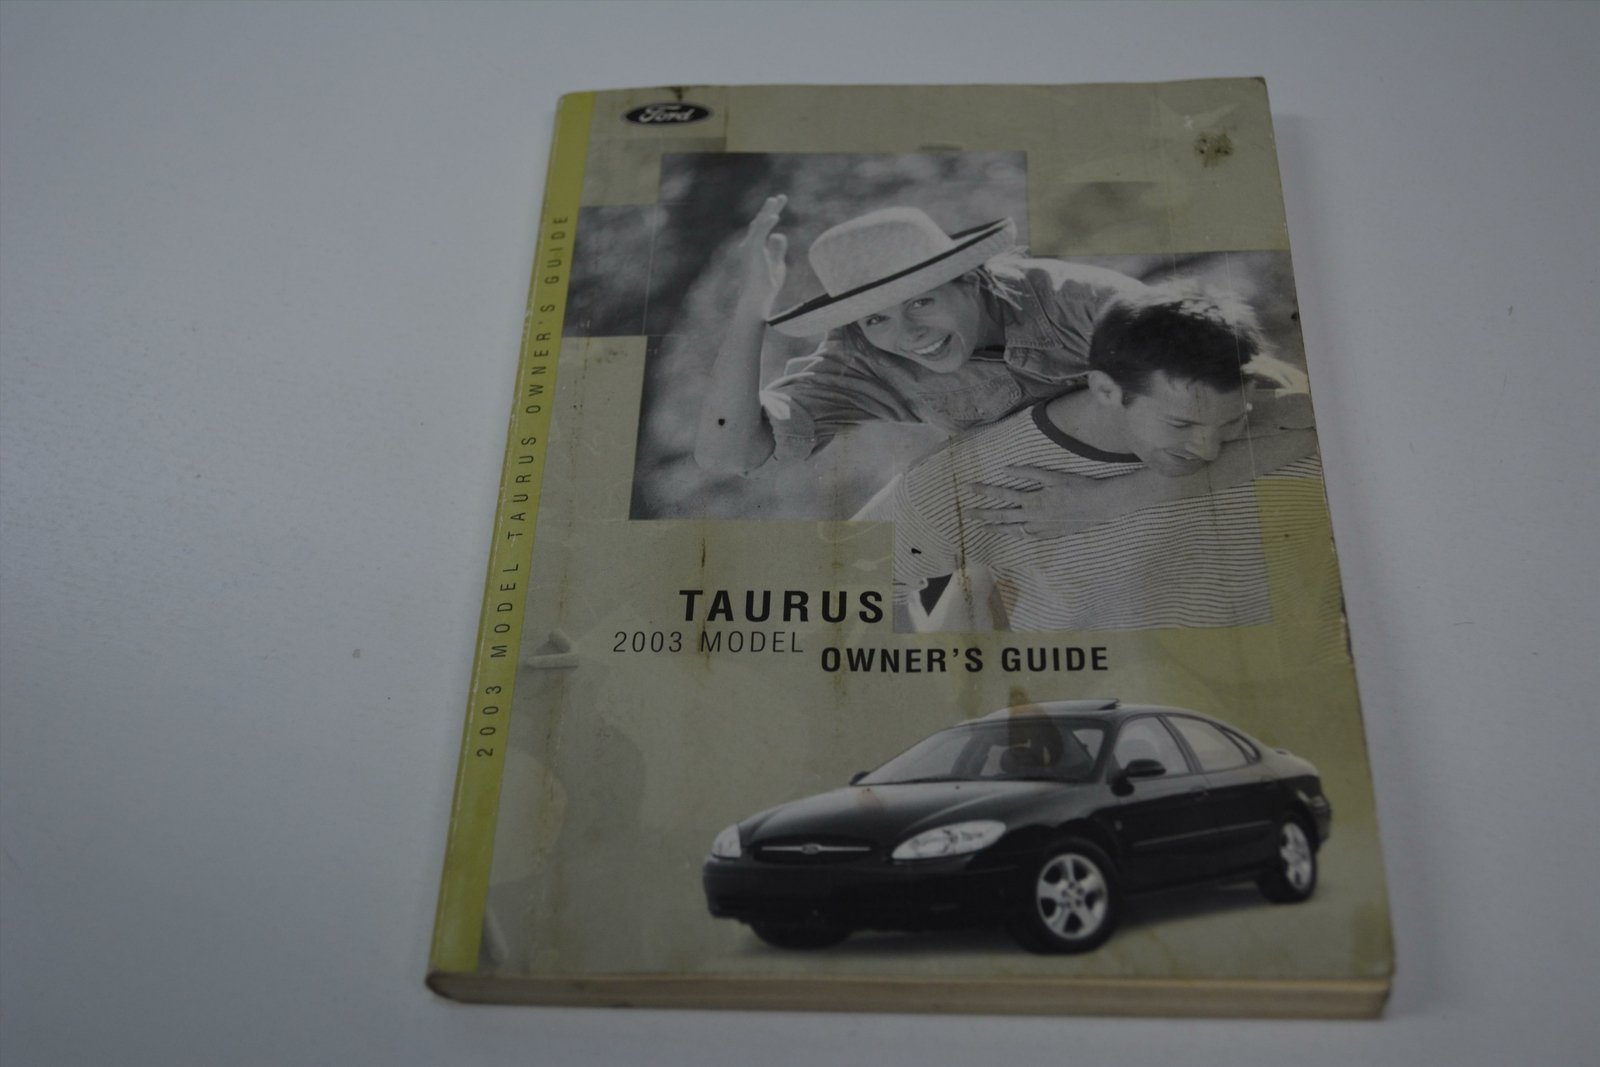 Ford
2003 MODEL TAURUS OWNER'S GUIDE
TAURUS
2003 MODEL
OWNER'S GUIDE